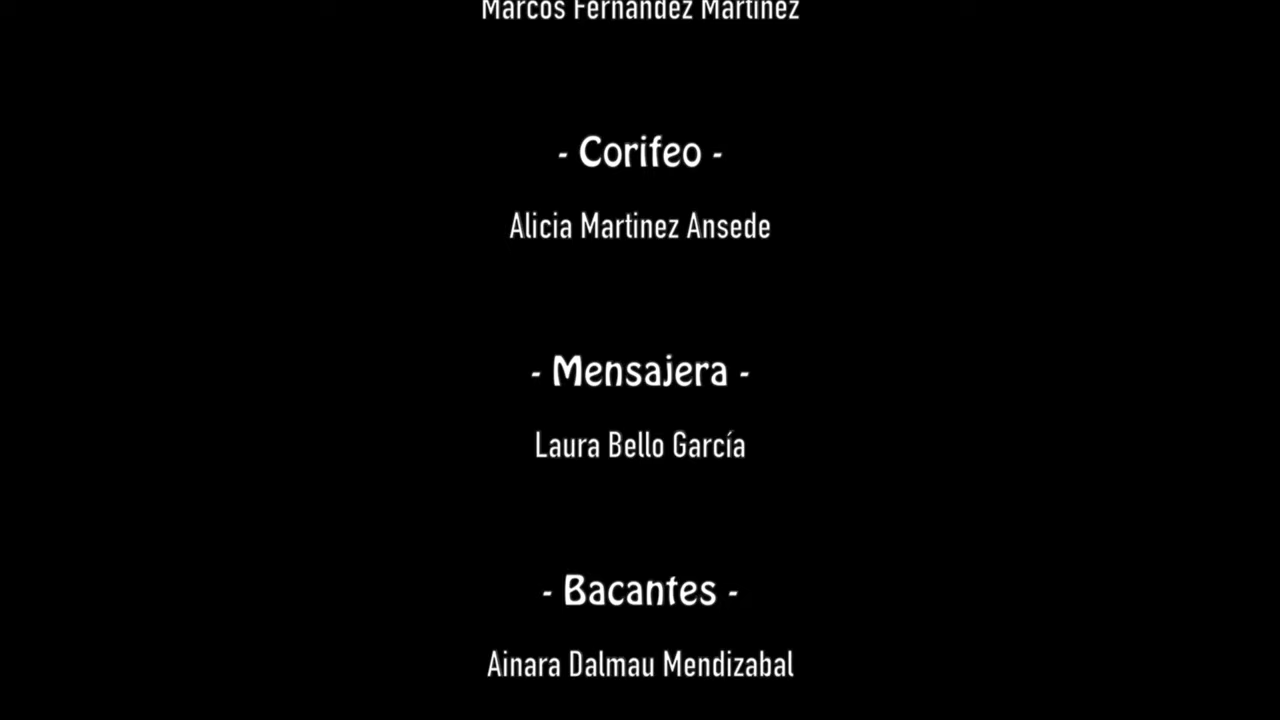 Marcos Fernández Martínez
- Corifeo -
Alicia Martinez Ansede
- Mensajera -
Laura Bello García
- Bacantes -
Ainara Dalmau Mendizabal